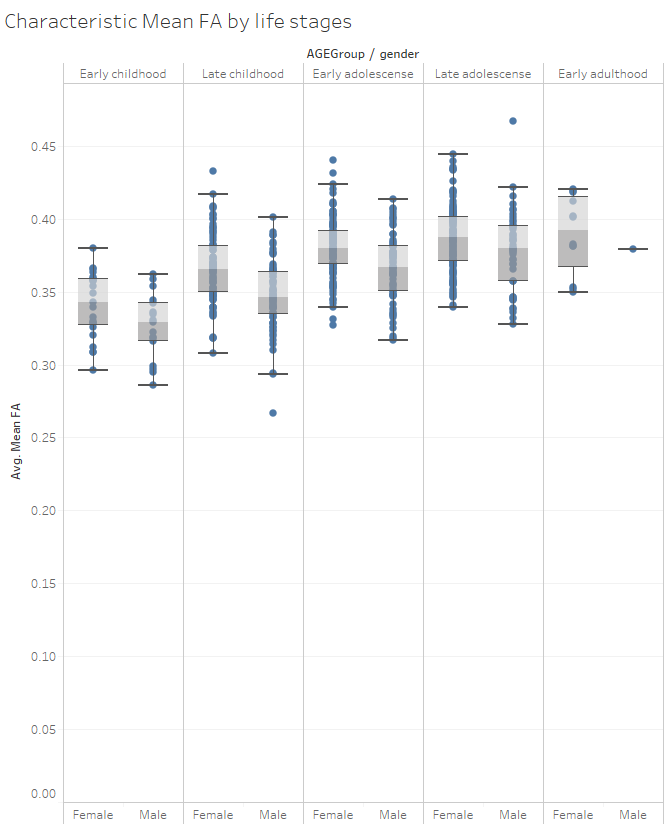 Characteristic Mean FA by life stages
AGEGroup / gender
Early childhood Late childhood Early adolescense Late adolescense Early adulthood
Avg. Mean FA
0.45
0.40
0.35
0.30
0.25
0.20
0.15
0.10
0.05
0.00
Female Male Female Male Female Male Female Male Female Male